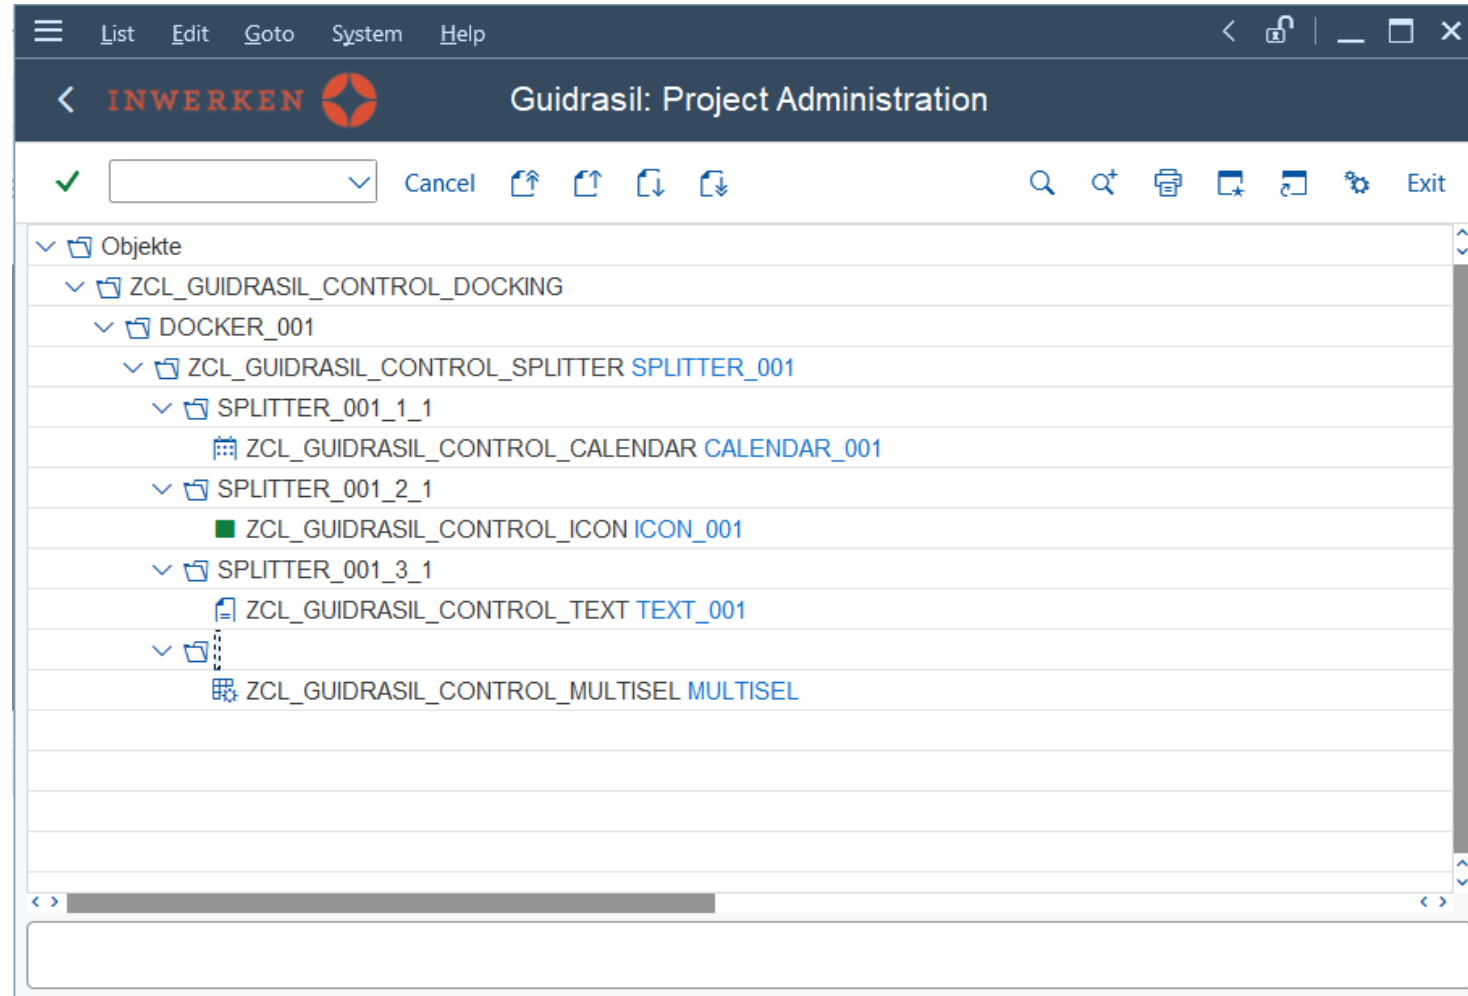 List Edit Goto System Help
INWERKEN Guidrasil: Project Administration
Cancel Exit
Objekte
ZCL_GUIDRASIL_CONTROL_DOCKING
DOCKER_001
ZCL_GUIDRASIL_CONTROL_SPLITTER SPLITTER_001
SPLITTER_001_1_1
ZCL_GUIDRASIL_CONTROL_CALENDAR CALENDAR_001
SPLITTER_001_2_1
ZCL_GUIDRASIL_CONTROL_ICON ICON_001
SPLITTER_001_3_1
ZCL_GUIDRASIL_CONTROL_TEXT TEXT_001
ZCL_GUIDRASIL_CONTROL_MULTISEL MULTISEL